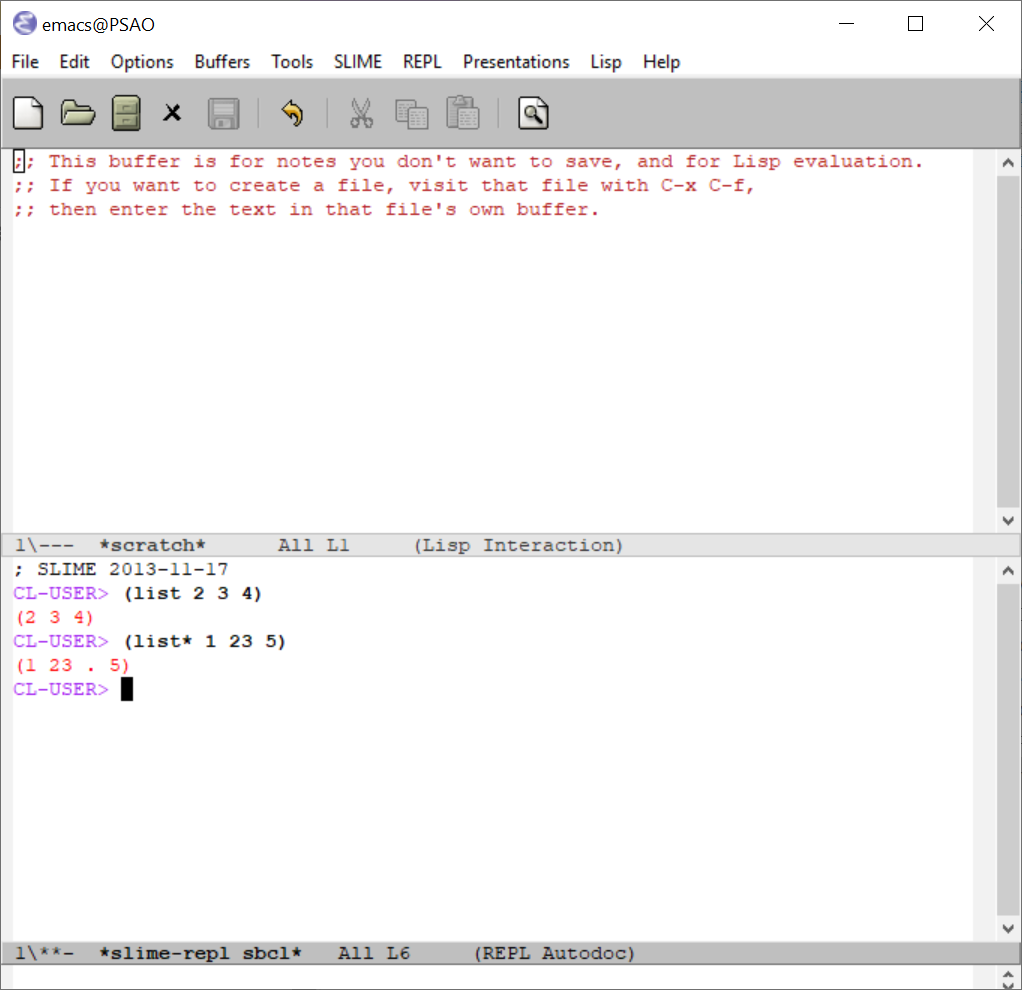 emacs@PSAO
File Edit Options Buffers Tools SLIME REPL Presentations Lisp Help
;; This buffer is for notes you don't want to save, and for Lisp evaluation.
;; If you want to create a file, visit that file with C-x C-f,
;; then enter the text in that file's own buffer.
1\--- *scratch* All L1 (Lisp Interaction)
; SLIME 2013-11-17
CL-USER> (list 2 3 4)
(2 3 4)
CL-USER> (list* 1 23 5)
(1 23 . 5)
CL-USER>
1\**- *slime-repl sbcl* All L6 (REPL Autodoc)